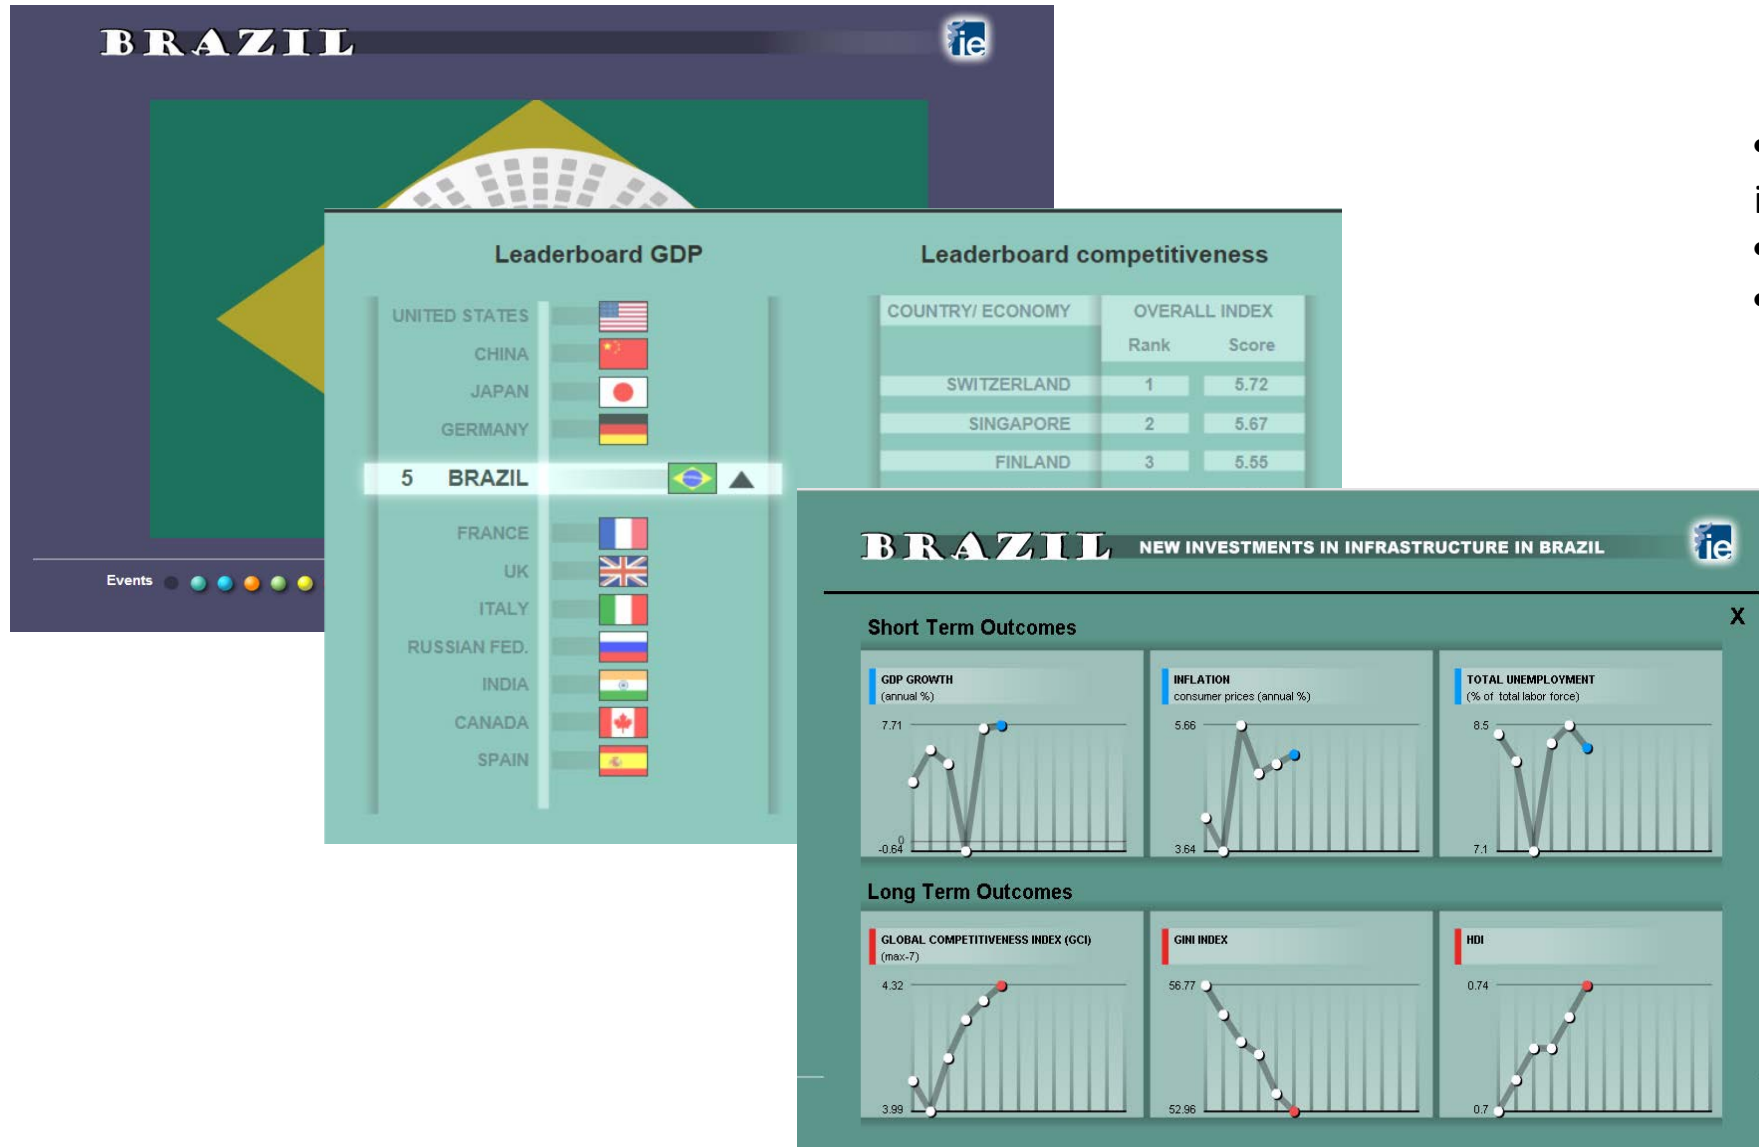 BRAZIL
ie
Events
Leaderboard GDP
UNITED STATES
CHINA
JAPAN
GERMANY
5 BRAZIL
FRANCE
UK
ITALY
RUSSIAN FED.
INDIA
CANADA
SPAIN
Leaderboard competitiveness
COUNTRY/ ECONOMY OVERALL INDEX
Rank Score
SWITZERLAND 1 5.72
SINGAPORE 2 5.67
FINLAND 3 5.55
BRAZIL NEW INVESTMENTS IN INFRASTRUCTURE IN BRAZIL
ie
X
Short Term Outcomes
GDP GROWTH
(annual %)
7.71
0
-0.64
INFLATION
consumer prices (annual %)
5.66
3.64
TOTAL UNEMPLOYMENT
(% of total labor force)
8.5
7.1
Long Term Outcomes
GLOBAL COMPETITIVENESS INDEX (GCI)
(max-7)
4.32
3.99
GINI INDEX
56.77
52.96
HDI
0.74
0.7